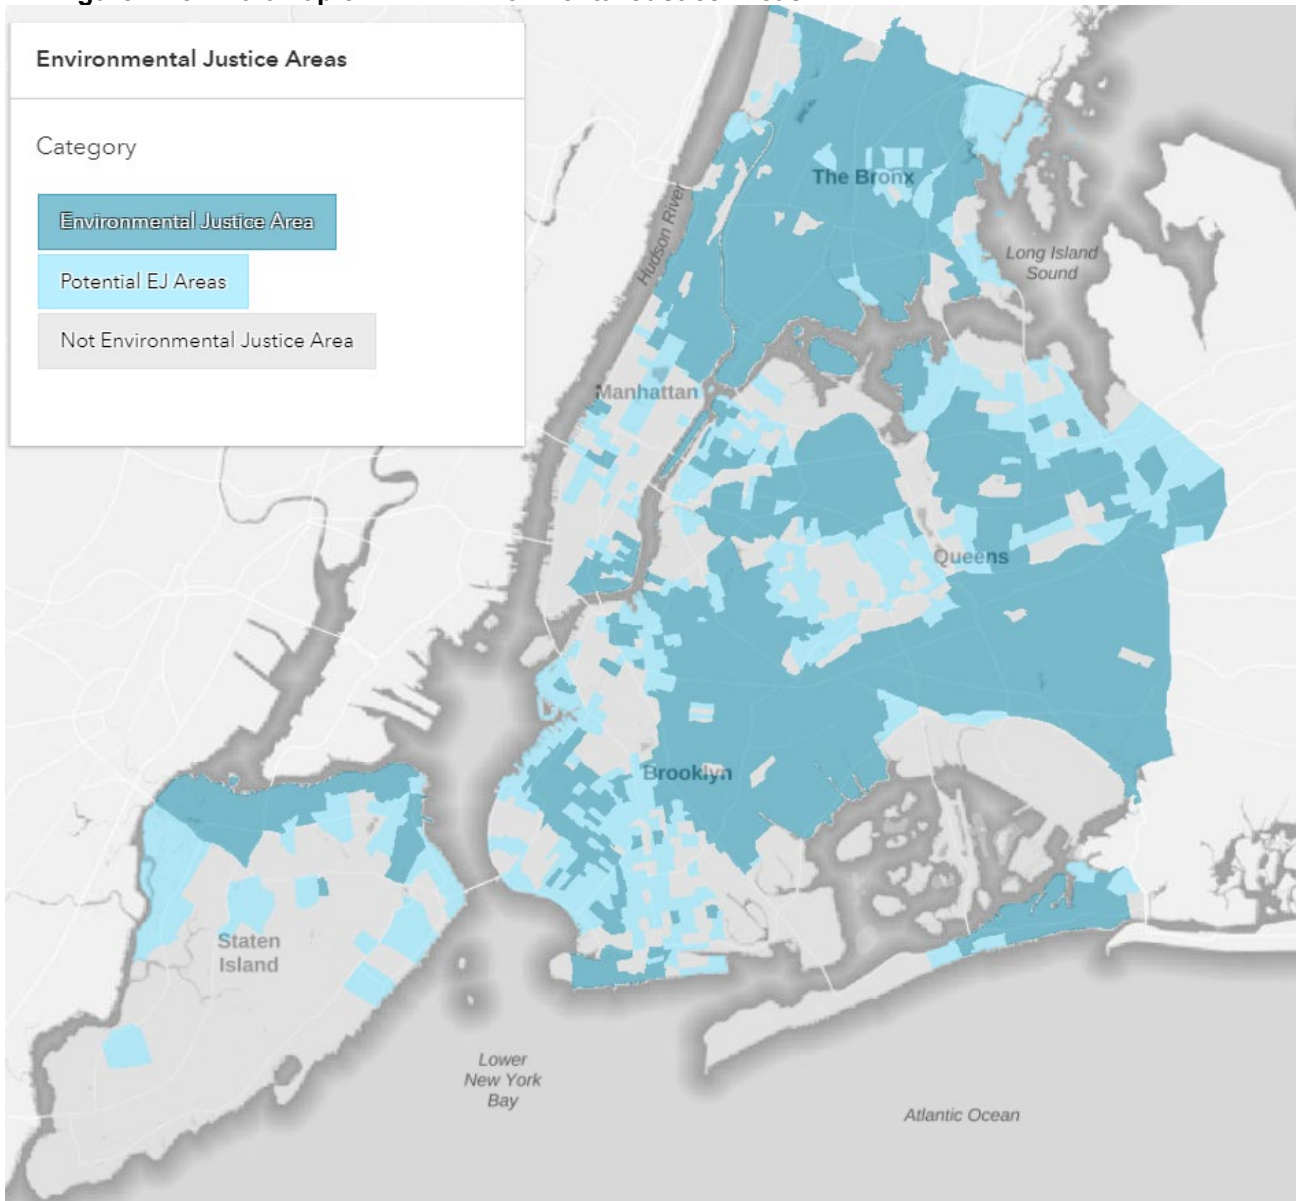 Environmental Justice Areas
Category
Environmental Justice Area
Potential EJ Areas
Not Environmental Justice Area
The Bronx
Hudson River
Long Island
Sound
Manhattan
Queens
Brooklyn
Staten
Island
Lower
New York
Bay
Atlantic Ocean